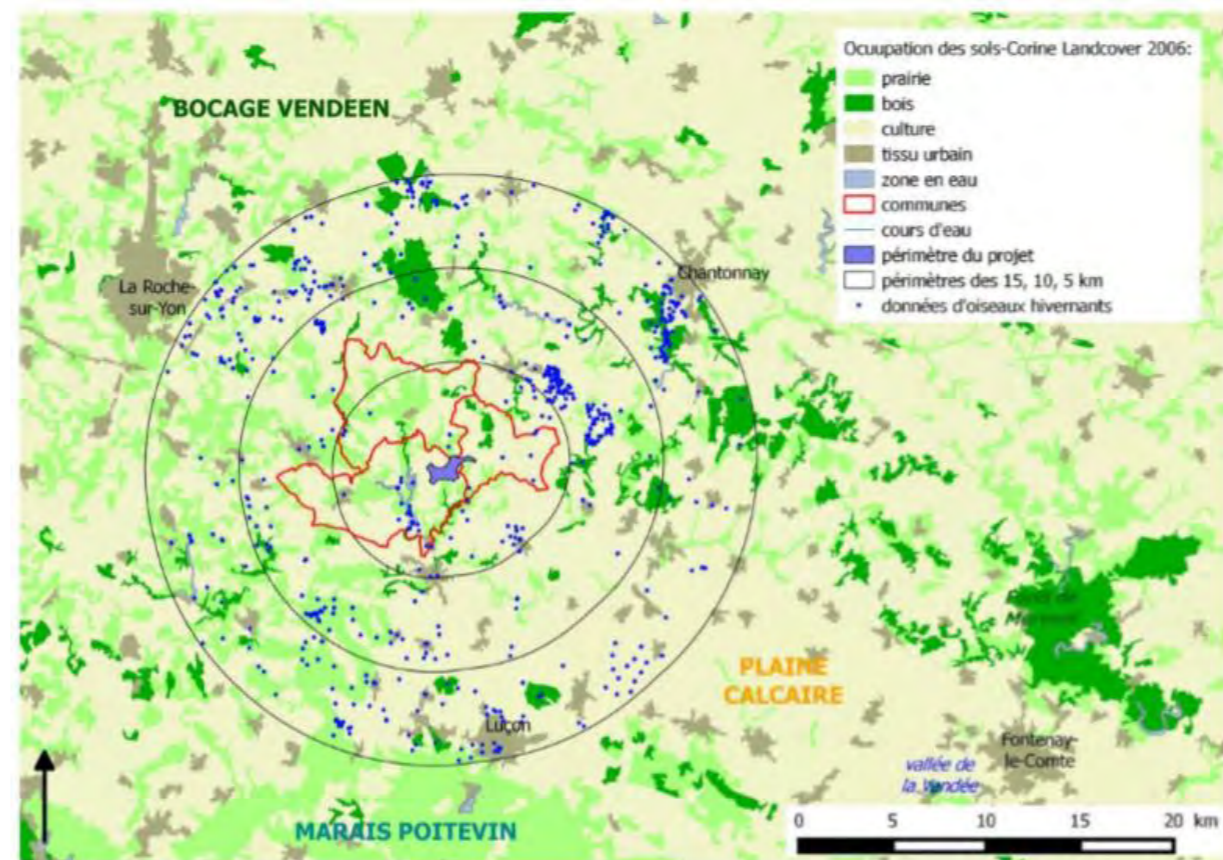 Ocuupation des sols-Corine Landcover 2006:
prairie
bois
culture
tissu urbain
zone en eau
communes
cours d'eau
périmètre du projet
périmètres des 15, 10, 5 km
données d'oiseaux hivernants
BOCAGE VENDEEN
La Roche-
sur-Yon
Chantonnay
PLAINE
CALCAIRE
Luçon
Fontenay-
le-Comte
vallée de
la Vendée
MARAIS POITEVIN
0 5 10 15 20 km